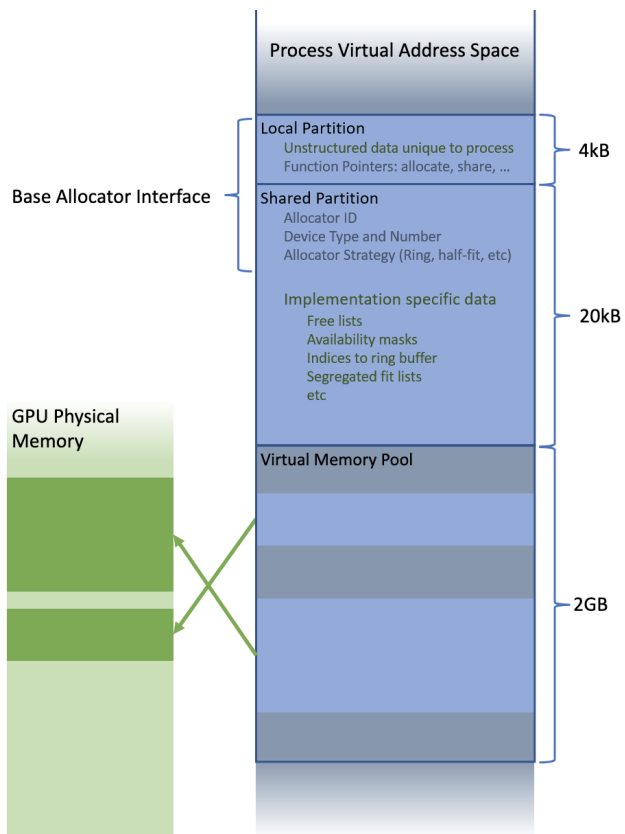 Process Virtual Address Space
Local Partition
Unstructured data unique to process
Function Pointers: allocate, share, ...
4kB
Base Allocator Interface
Shared Partition
Allocator ID
Device Type and Number
Allocator Strategy (Ring, half-fit, etc)
Implementation specific data
Free lists
Availability masks
Indices to ring buffer
Segregated fit lists
etc
20kB
GPU Physical
Memory
Virtual Memory Pool
2GB